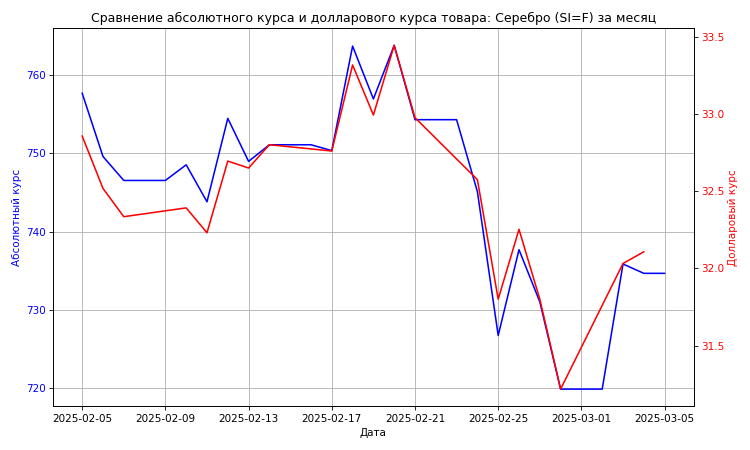 Сравнение абсолютного курса и долларового курса товара: Серебро (SI=F) за месяц
Абсолютный курс
760
750
740
730
720
33.5
33.0
32.5
32.0
31.5
Долларовый курс
2025-02-05 2025-02-09 2025-02-13 2025-02-17 2025-02-21 2025-02-25 2025-03-01 2025-03-05
Дата